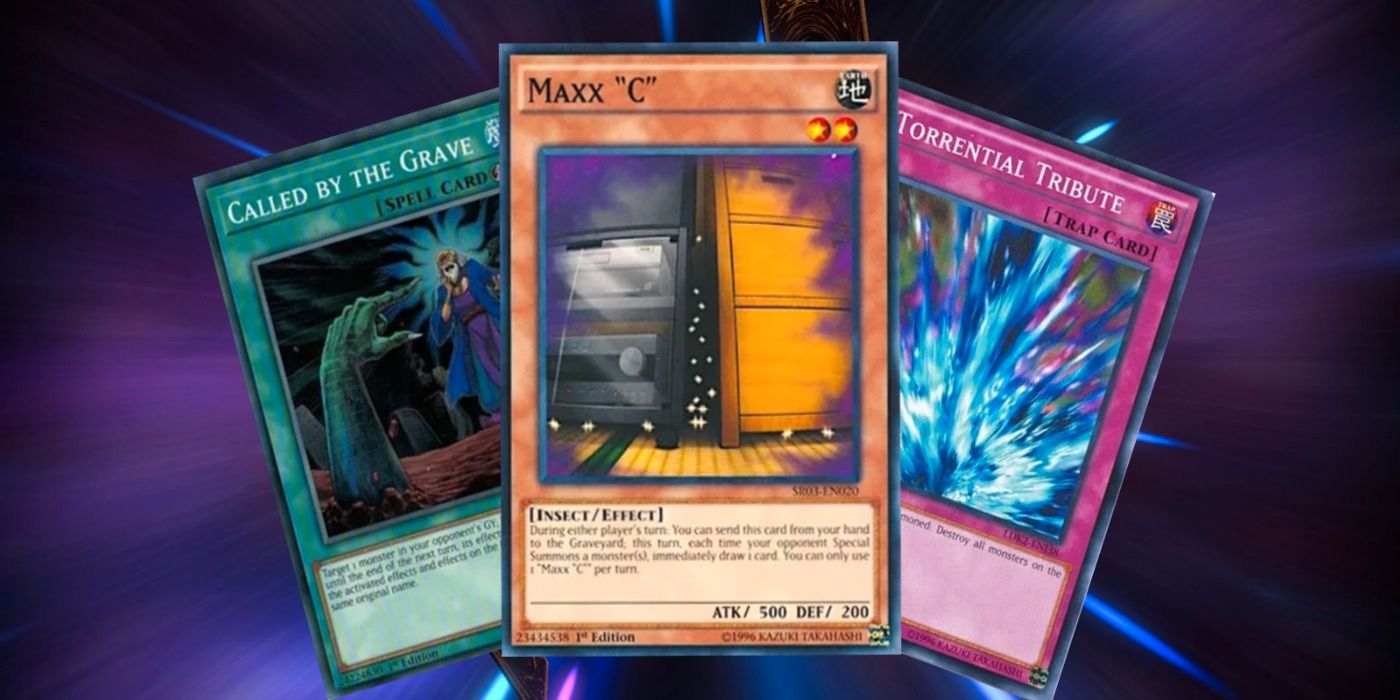 CALLED BY THE GRAVE
[SPELL CARD
Target 1 monster in your opponent's GY;
until the end of the next turn, its effect
the activated effects and effects on the
same original name.
1st Edition
MAXX "C"
EARTH
地
SR03-EN020
[INSECT/EFFECT]
During either player's turn: You can send this card from your hand
to the Graveyard; this turn, each time your opponent Special
Summons a monster(s), immediately draw 1 card. You can only use
1 "Maxx "C"" per turn.
ATK/ 500 DEF/ 200
23434538 1st Edition
©1996 KAZUKI TAKAHASHI
TORRENTIAL TRIBUTE
TRAP
罠
[TRAP CARD]
moned: Destroy all monsters on the
©1996 KAZUKI TAKAHASHI